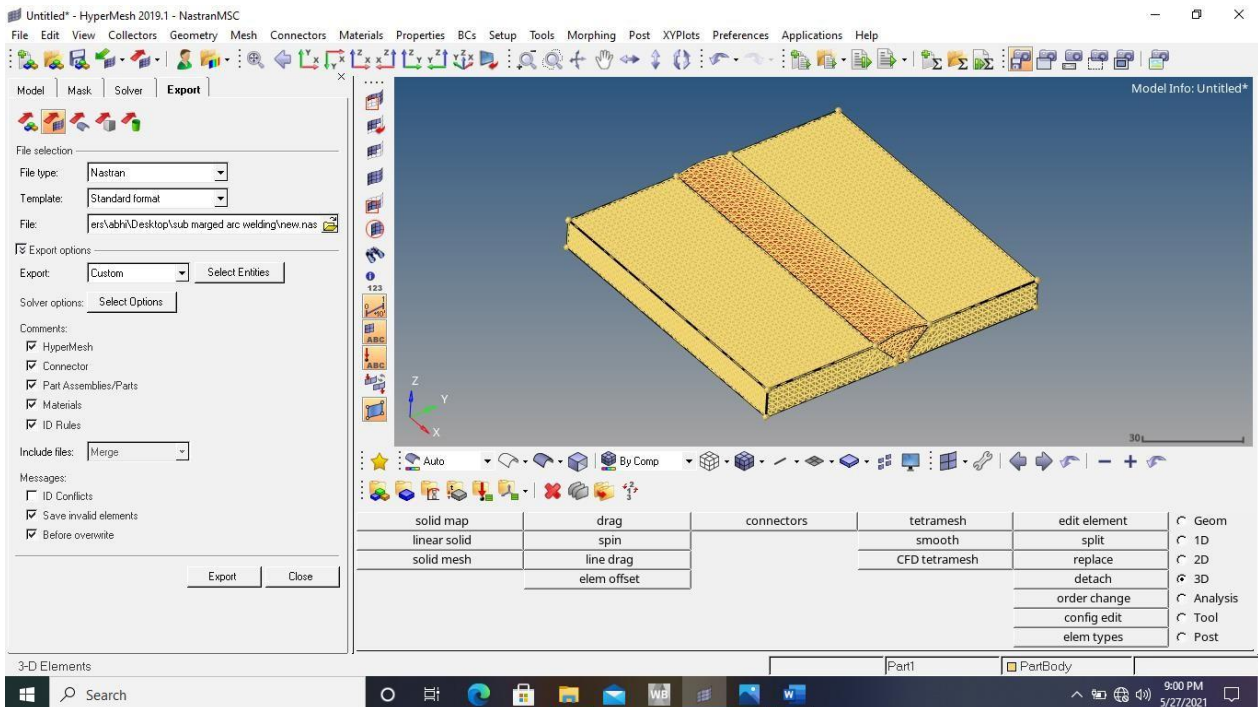 Untitled* - HyperMesh 2019.1 - NastranMSC
File Edit View Collectors Geometry Mesh Connectors Materials Properties BCs Setup Tools Morphing Post XYPlots Preferences Applications Help
Model Mask Solver Export
File selection
File type: Nastran
Template: Standard format
File: ers\abhi\Desktop\sub marged arc welding\new.nas
Export options
Export: Custom Select Entities
Solver options: Select Options
Comments:
HyperMesh
Connector
Part Assemblies/Parts
Materials
ID Rules
Include files: Merge
Messages:
ID Conflicts
Save invalid elements
Before overwrite
Export Close
123
ABC
ABC
Model Info: Untitled*
Z
Y
X
30
Auto By Comp
solid map drag connectors tetramesh edit element Geom
linear solid spin smooth split 1D
solid mesh line drag CFD tetramesh replace 2D
elem offset detach 3D
order change Analysis
config edit Tool
elem types Post
3-D Elements Part1 PartBody
Search WB W 9:00 PM
5/27/2021